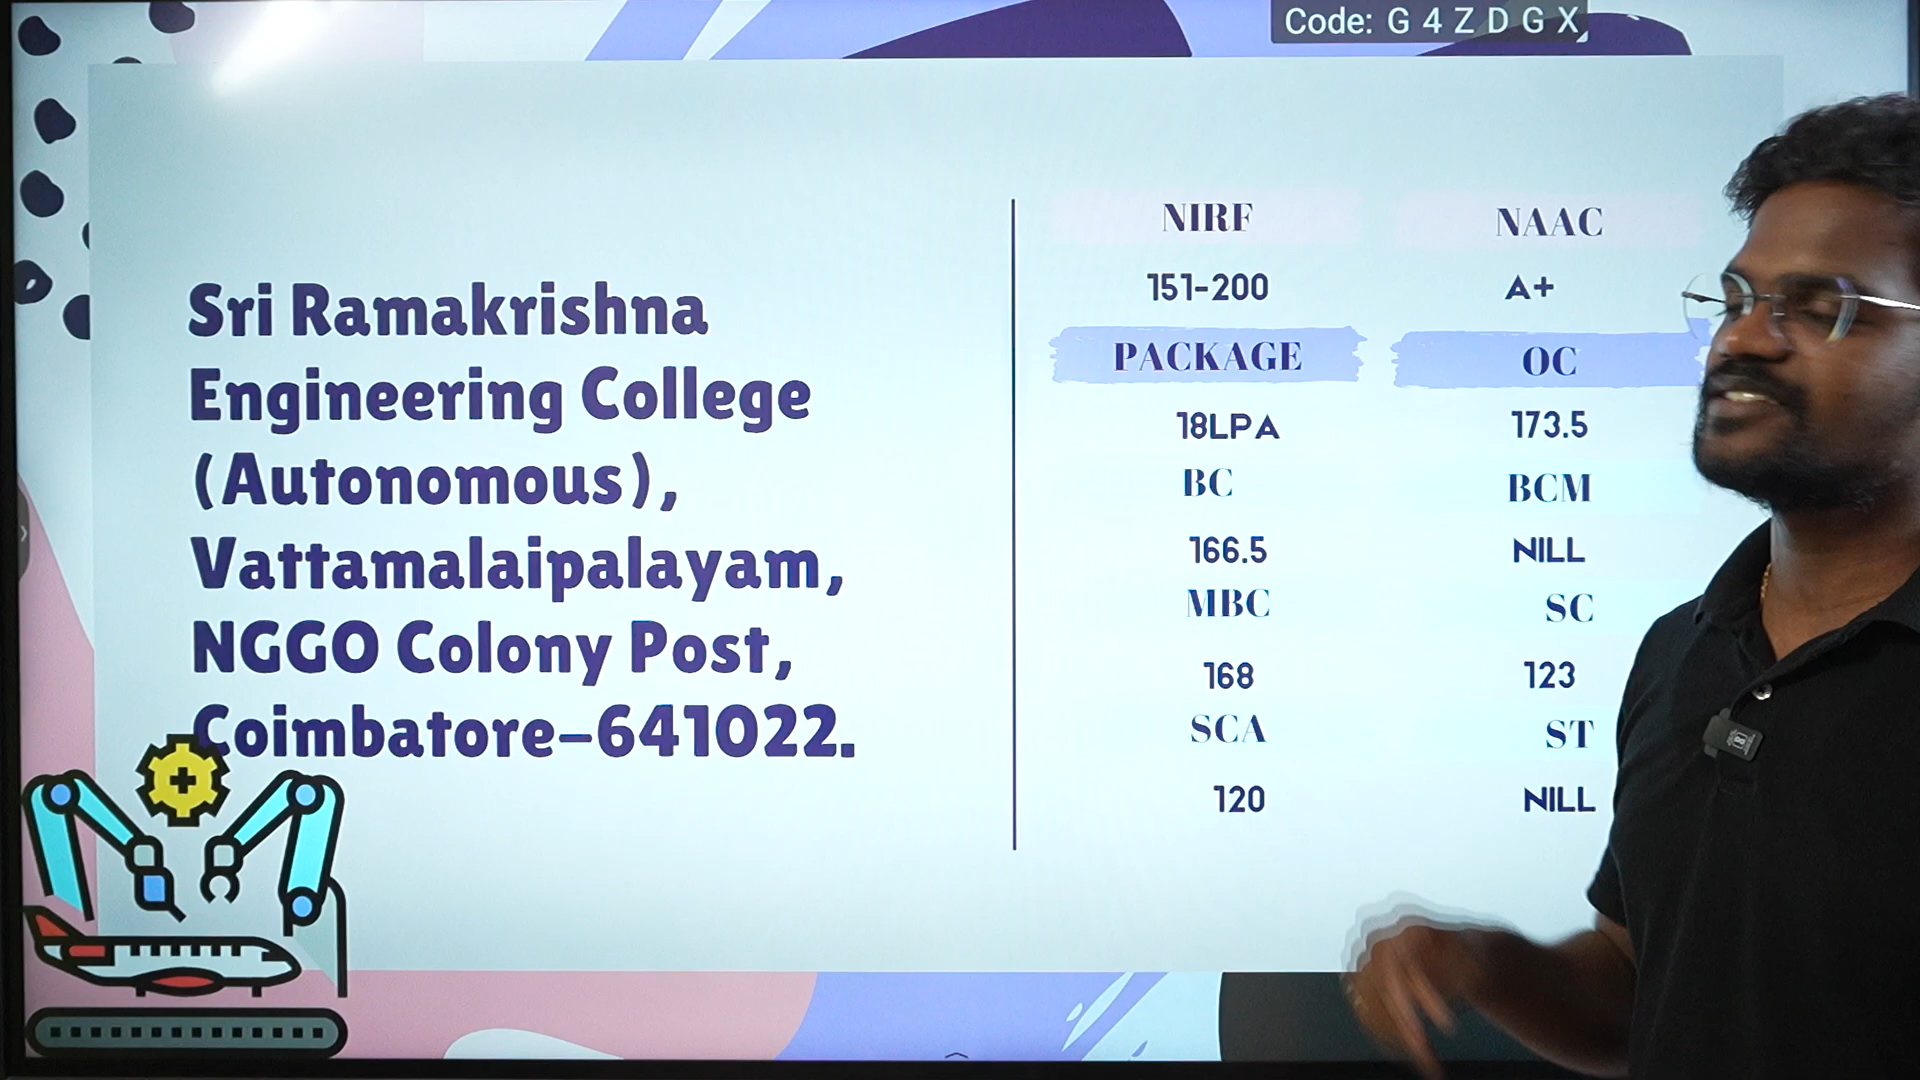 Code: G 4 Z D G X
Sri Ramakrishna
Engineering College
(Autonomous),
Vattamalaipalayam,
NGGO Colony Post,
Coimbatore-641022.
NIRF NAAC
151-200 A+
PACKAGE OC
18LPA 173.5
BC BCM
166.5 NILL
MBC SC
168 123
SCA ST
120 NILL